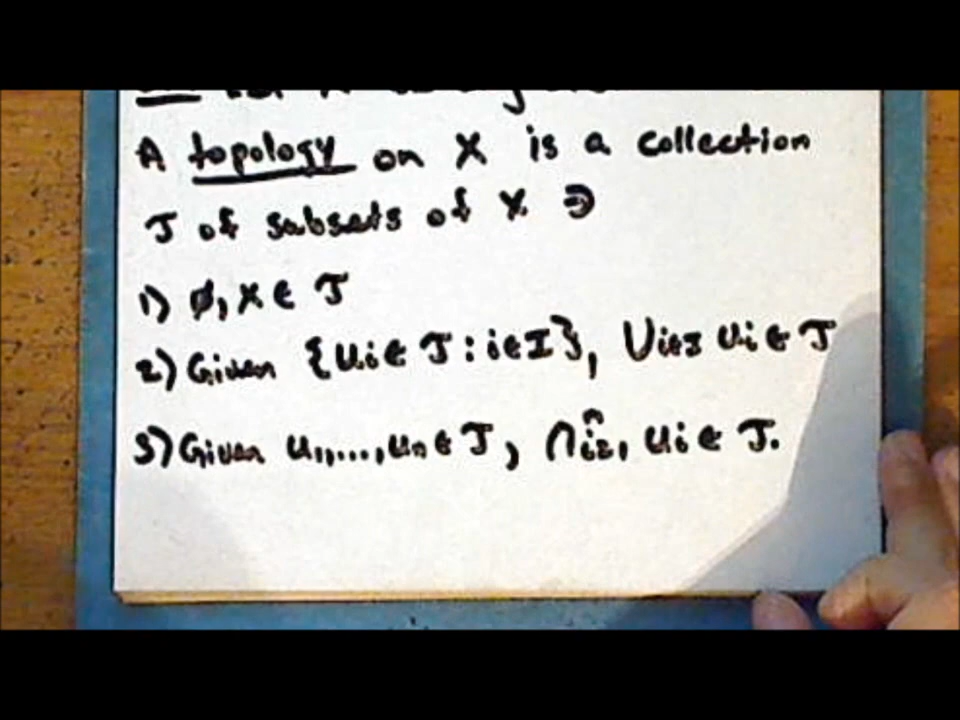 A topology on X is a collection
T of subsets of X ∋
1) ∅, X ∈ T
2) Given {Ui ∈ T : i ∈ I}, ∪i∈I Ui ∈ T
3) Given U1,...,Un ∈ T, ∩ⁿi=1 Ui ∈ T.